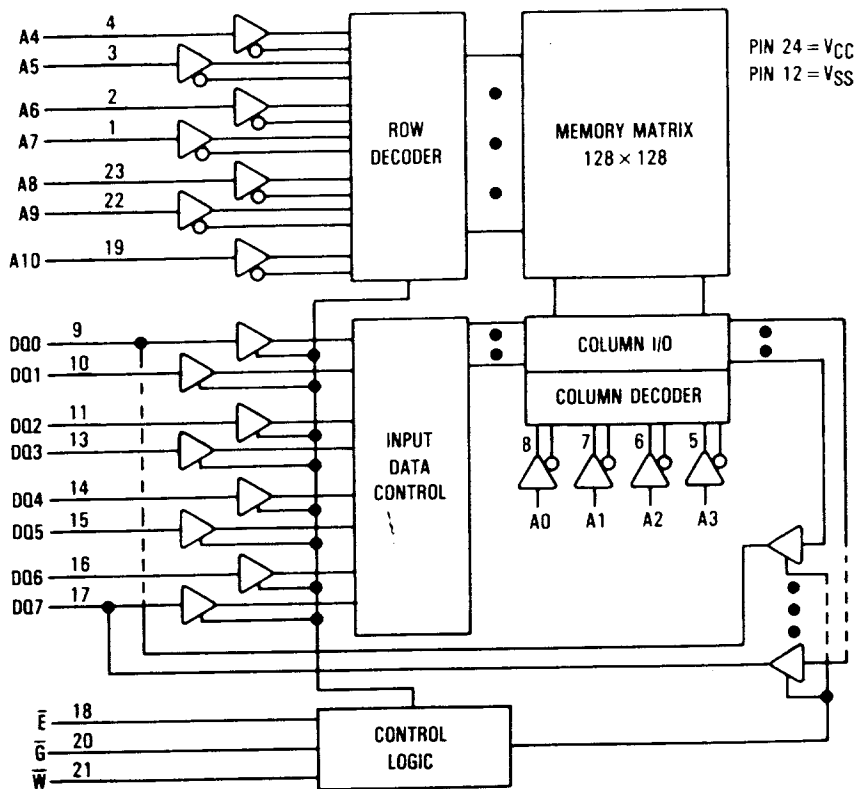 A4 4
A5 3
A6 2
A7 1
A8 23
A9 22
A10 19
ROW
DECODER
MEMORY MATRIX
128 × 128
PIN 24 = VCC
PIN 12 = VSS
DQ0 9
DQ1 10
DQ2 11
DQ3 13
DQ4 14
DQ5 15
DQ6 16
DQ7 17
INPUT
DATA
CONTROL
COLUMN I/O
COLUMN DECODER
8 7 6 5
A0 A1 A2 A3
E̅ 18
G̅ 20
W̅ 21
CONTROL
LOGIC